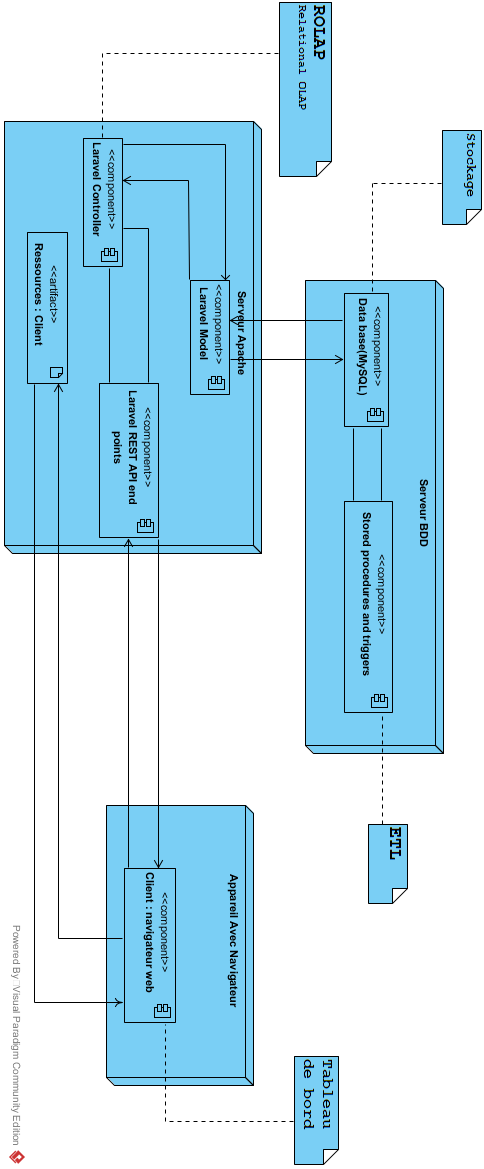 Stockage
ROLAP
Relational OLAP
Serveur BDD
<<component>>
Data base(MySQL)
<<component>>
Stored procedures and triggers
ETL
Serveur Apache
<<component>>
Laravel Model
<<component>>
Laravel Controller
<<component>>
Laravel REST API end
points
<<artifact>>
Ressources : Client
Appareil Avec Navigateur
<<component>>
Client : navigateur web
Tableau
de bord
Powered By Visual Paradigm Community Edition